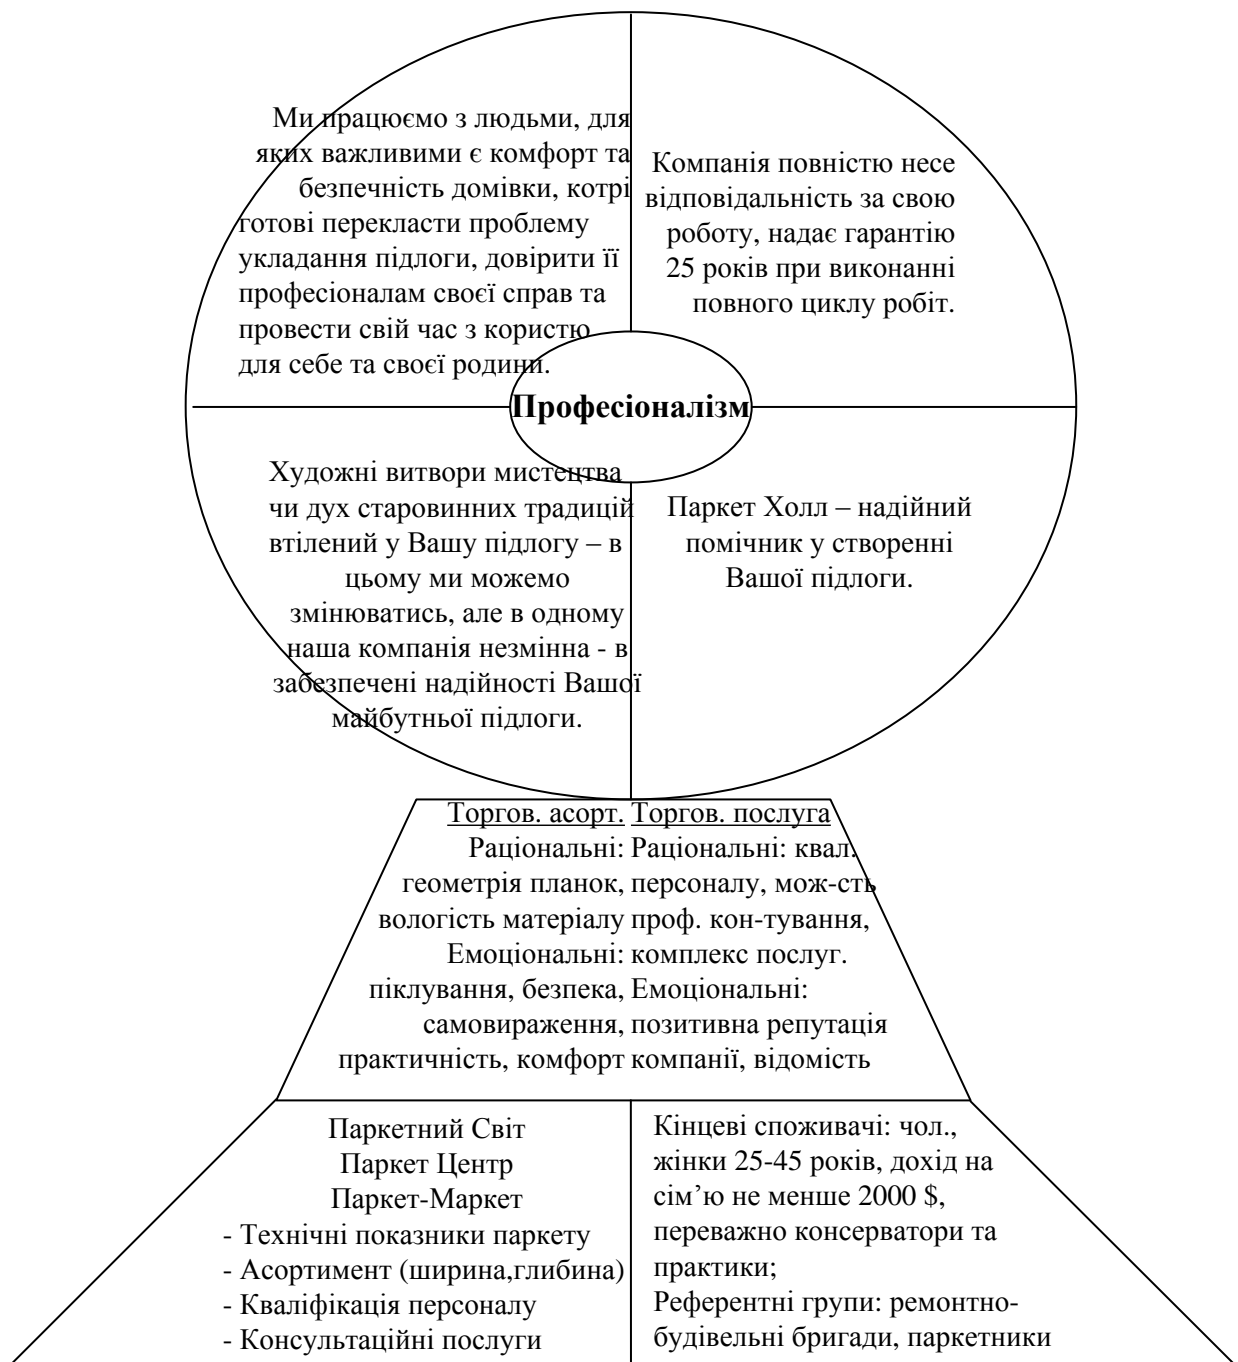 Ми працюємо з людьми, для
яких важливими є комфорт та
безпечність домівки, котрі
готові перекласти проблему
укладання підлоги, довірити її
професіоналам своєї справ та
провести свій час з користю
для себе та своєї родини.
Компанія повністю несе
відповідальність за свою
роботу, надає гарантію
25 років при виконанні
повного циклу робіт.
Професіоналізм
Художні витвори мистецтва
чи дух старовинних традицій
втілений у Вашу підлогу – в
цьому ми можемо
змінюватись, але в одному
наша компанія незмінна - в
забезпечені надійності Вашої
майбутньої підлоги.
Паркет Холл – надійний
помічник у створенні
Вашої підлоги.
Торгов. асорт.
Раціональні:
геометрія планок,
вологість матеріалу
Емоціональні:
піклування, безпека,
самовираження,
практичність, комфорт
Торгов. послуга
Раціональні: квал.
персоналу, мож-сть
проф. кон-тування,
комплекс послуг.
Емоціональні:
позитивна репутація
компанії, відомість
Паркетний Світ
Паркет Центр
Паркет-Маркет
- Технічні показники паркету
- Асортимент (ширина,глибина)
- Кваліфікація персоналу
- Консультаційні послуги
Кінцеві споживачі: чол.,
жінки 25-45 років, дохід на
сім’ю не менше 2000 $,
переважно консерватори та
практики;
Референтні групи: ремонтно-
будівельні бригади, паркетники